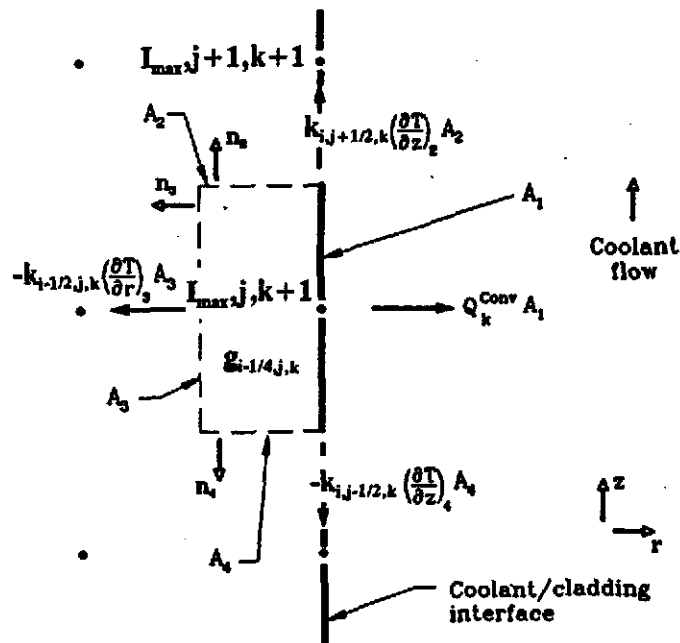 I_max,j+1,k+1
A_2
n_2
k_i,j+1/2,k (∂T/∂z)_2 A_2
n_3
A_1
Coolant
flow
-k_i-1/2,j,k (∂T/∂r)_3 A_3
I_max,j,k+1
Q_k^Conv A_1
g_i-1/4,j,k
A_3
n_4
-k_i,j-1/2,k (∂T/∂z)_4 A_4
z
r
A_4
Coolant/cladding
interface